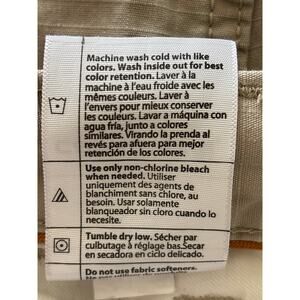 Machine wash cold with like
colors. Wash inside out for best
color retention. Laver à la
machine à l'eau froide avec les
mêmes couleurs. Laver à
l'envers pour mieux conserver
les couleurs. Lavar a máquina con
agua fría, junto a colores
similares. Virando la prenda al
revés para afuera para mejor
retención del color.
Use only non-chlorine bleach
when needed. Utiliser
uniquement des agents de
blanchiment sans chlore, au
besoin. Usar solamente
blanqueador sin cloro cuando lo
necesite.
Tumble dry low. Sécher par
culbutage à réglage bas. Secar
en secadora en ciclo delicado.
Do not use fabric softeners.